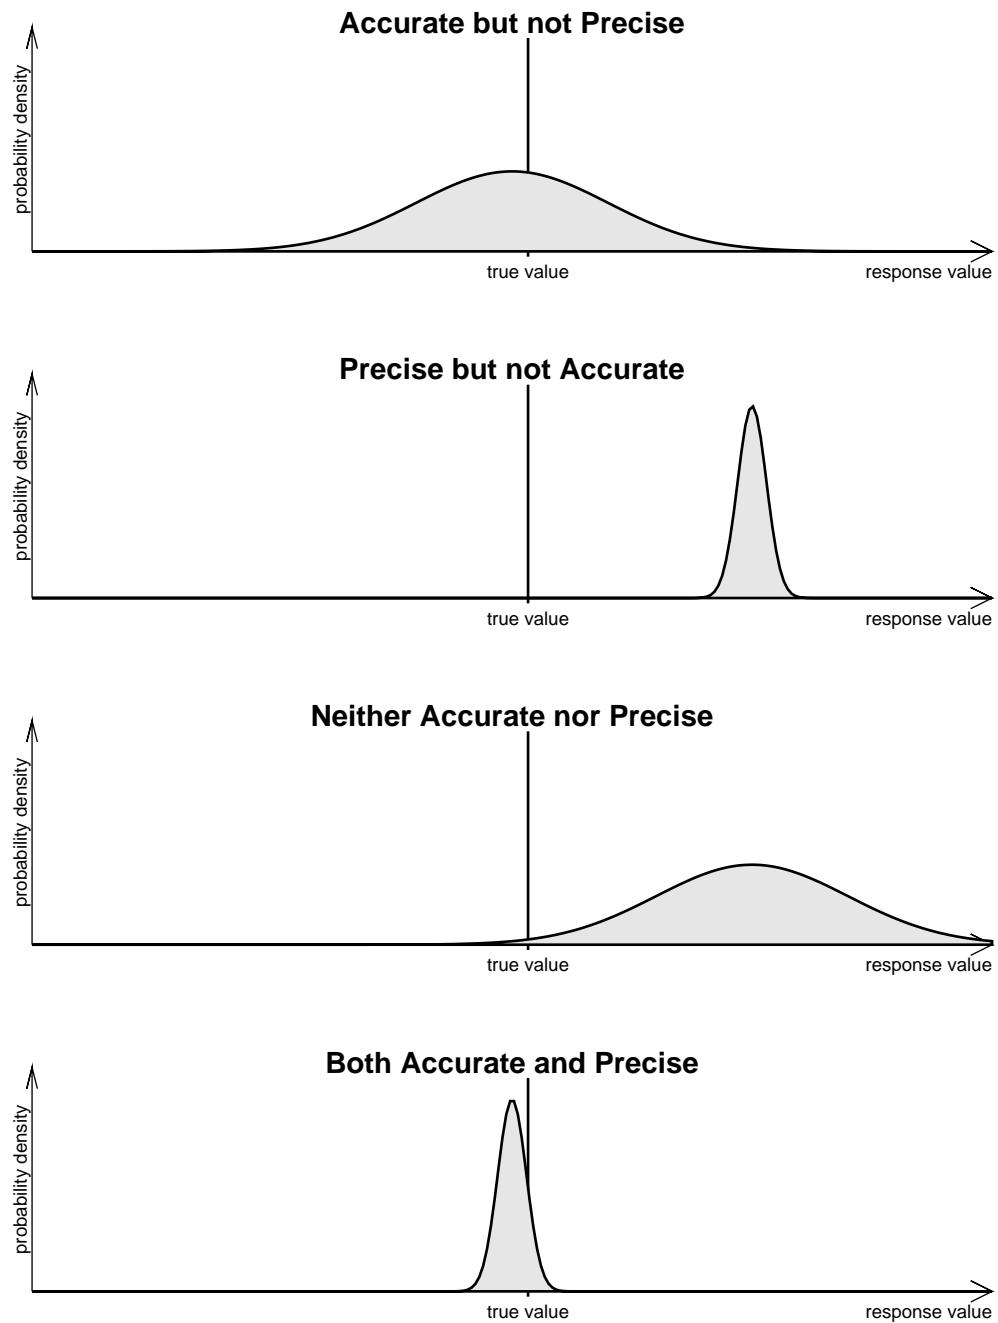 Accurate but not Precise
probability density
true value
response value
Precise but not Accurate
probability density
true value
response value
Neither Accurate nor Precise
probability density
true value
response value
Both Accurate and Precise
probability density
true value
response value